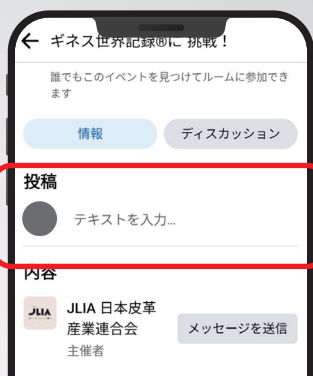 ← ギネス世界記録®に 挑戦！
誰でもこのイベントを見つけてルームに参加でき
ます
情報
ディスカッション
投稿
テキストを入力...
内容
JLIA
JLIA 日本皮革
産業連合会
主催者
メッセージを送信